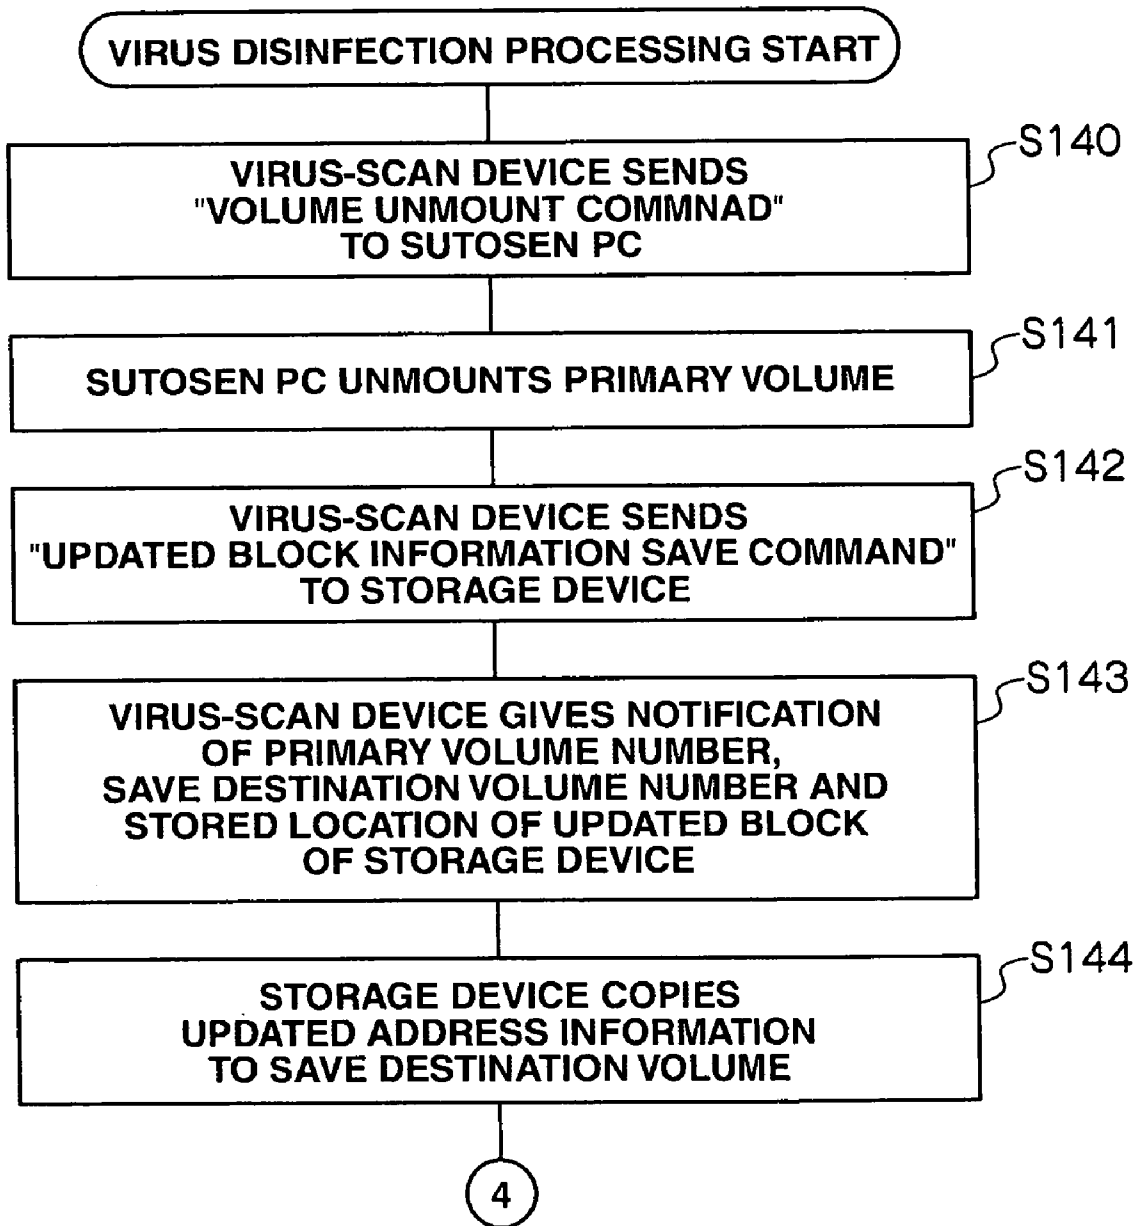 VIRUS DISINFECTION PROCESSING START
S140
VIRUS-SCAN DEVICE SENDS
"VOLUME UNMOUNT COMMNAD"
TO SUTOSEN PC
S141
SUTOSEN PC UNMOUNTS PRIMARY VOLUME
S142
VIRUS-SCAN DEVICE SENDS
"UPDATED BLOCK INFORMATION SAVE COMMAND"
TO STORAGE DEVICE
S143
VIRUS-SCAN DEVICE GIVES NOTIFICATION
OF PRIMARY VOLUME NUMBER,
SAVE DESTINATION VOLUME NUMBER AND
STORED LOCATION OF UPDATED BLOCK
OF STORAGE DEVICE
S144
STORAGE DEVICE COPIES
UPDATED ADDRESS INFORMATION
TO SAVE DESTINATION VOLUME
4